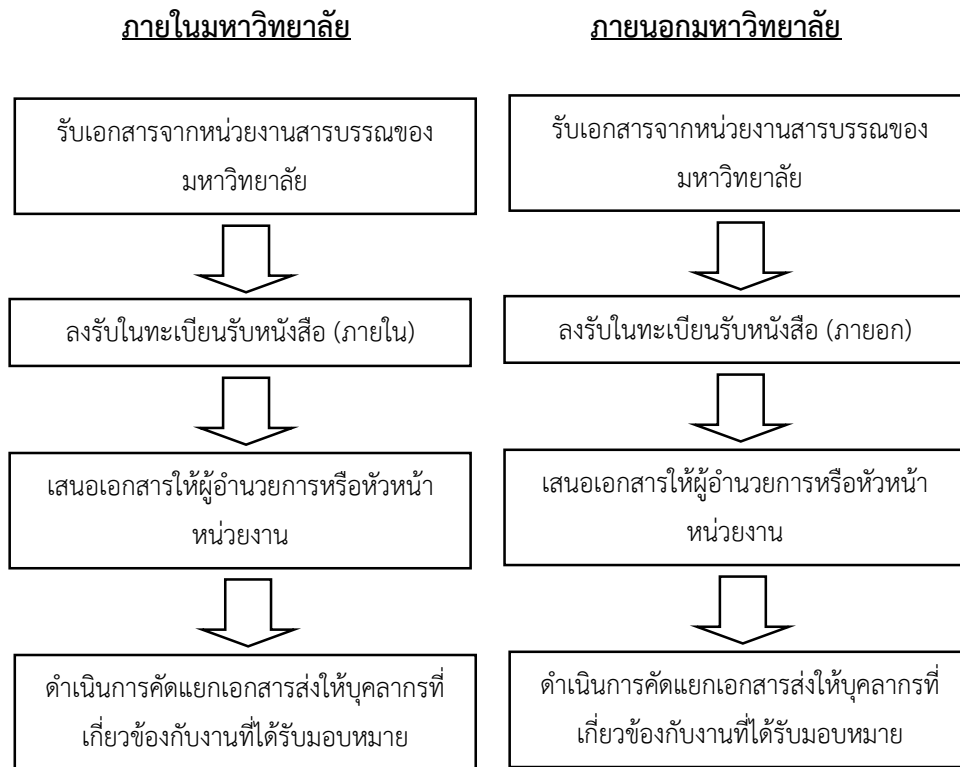 ภายในมหาวิทยาลัย
รับเอกสารจากหน่วยงานสารบรรณของ
มหาวิทยาลัย
ลงรับในทะเบียนรับหนังสือ (ภายใน)
เสนอเอกสารให้ผู้อำนวยการหรือหัวหน้า
หน่วยงาน
ดำเนินการคัดแยกเอกสารส่งให้บุคลากรที่
เกี่ยวข้องกับงานที่ได้รับมอบหมาย
ภายนอกมหาวิทยาลัย
รับเอกสารจากหน่วยงานสารบรรณของ
มหาวิทยาลัย
ลงรับในทะเบียนรับหนังสือ (ภายอก)
เสนอเอกสารให้ผู้อำนวยการหรือหัวหน้า
หน่วยงาน
ดำเนินการคัดแยกเอกสารส่งให้บุคลากรที่
เกี่ยวข้องกับงานที่ได้รับมอบหมาย